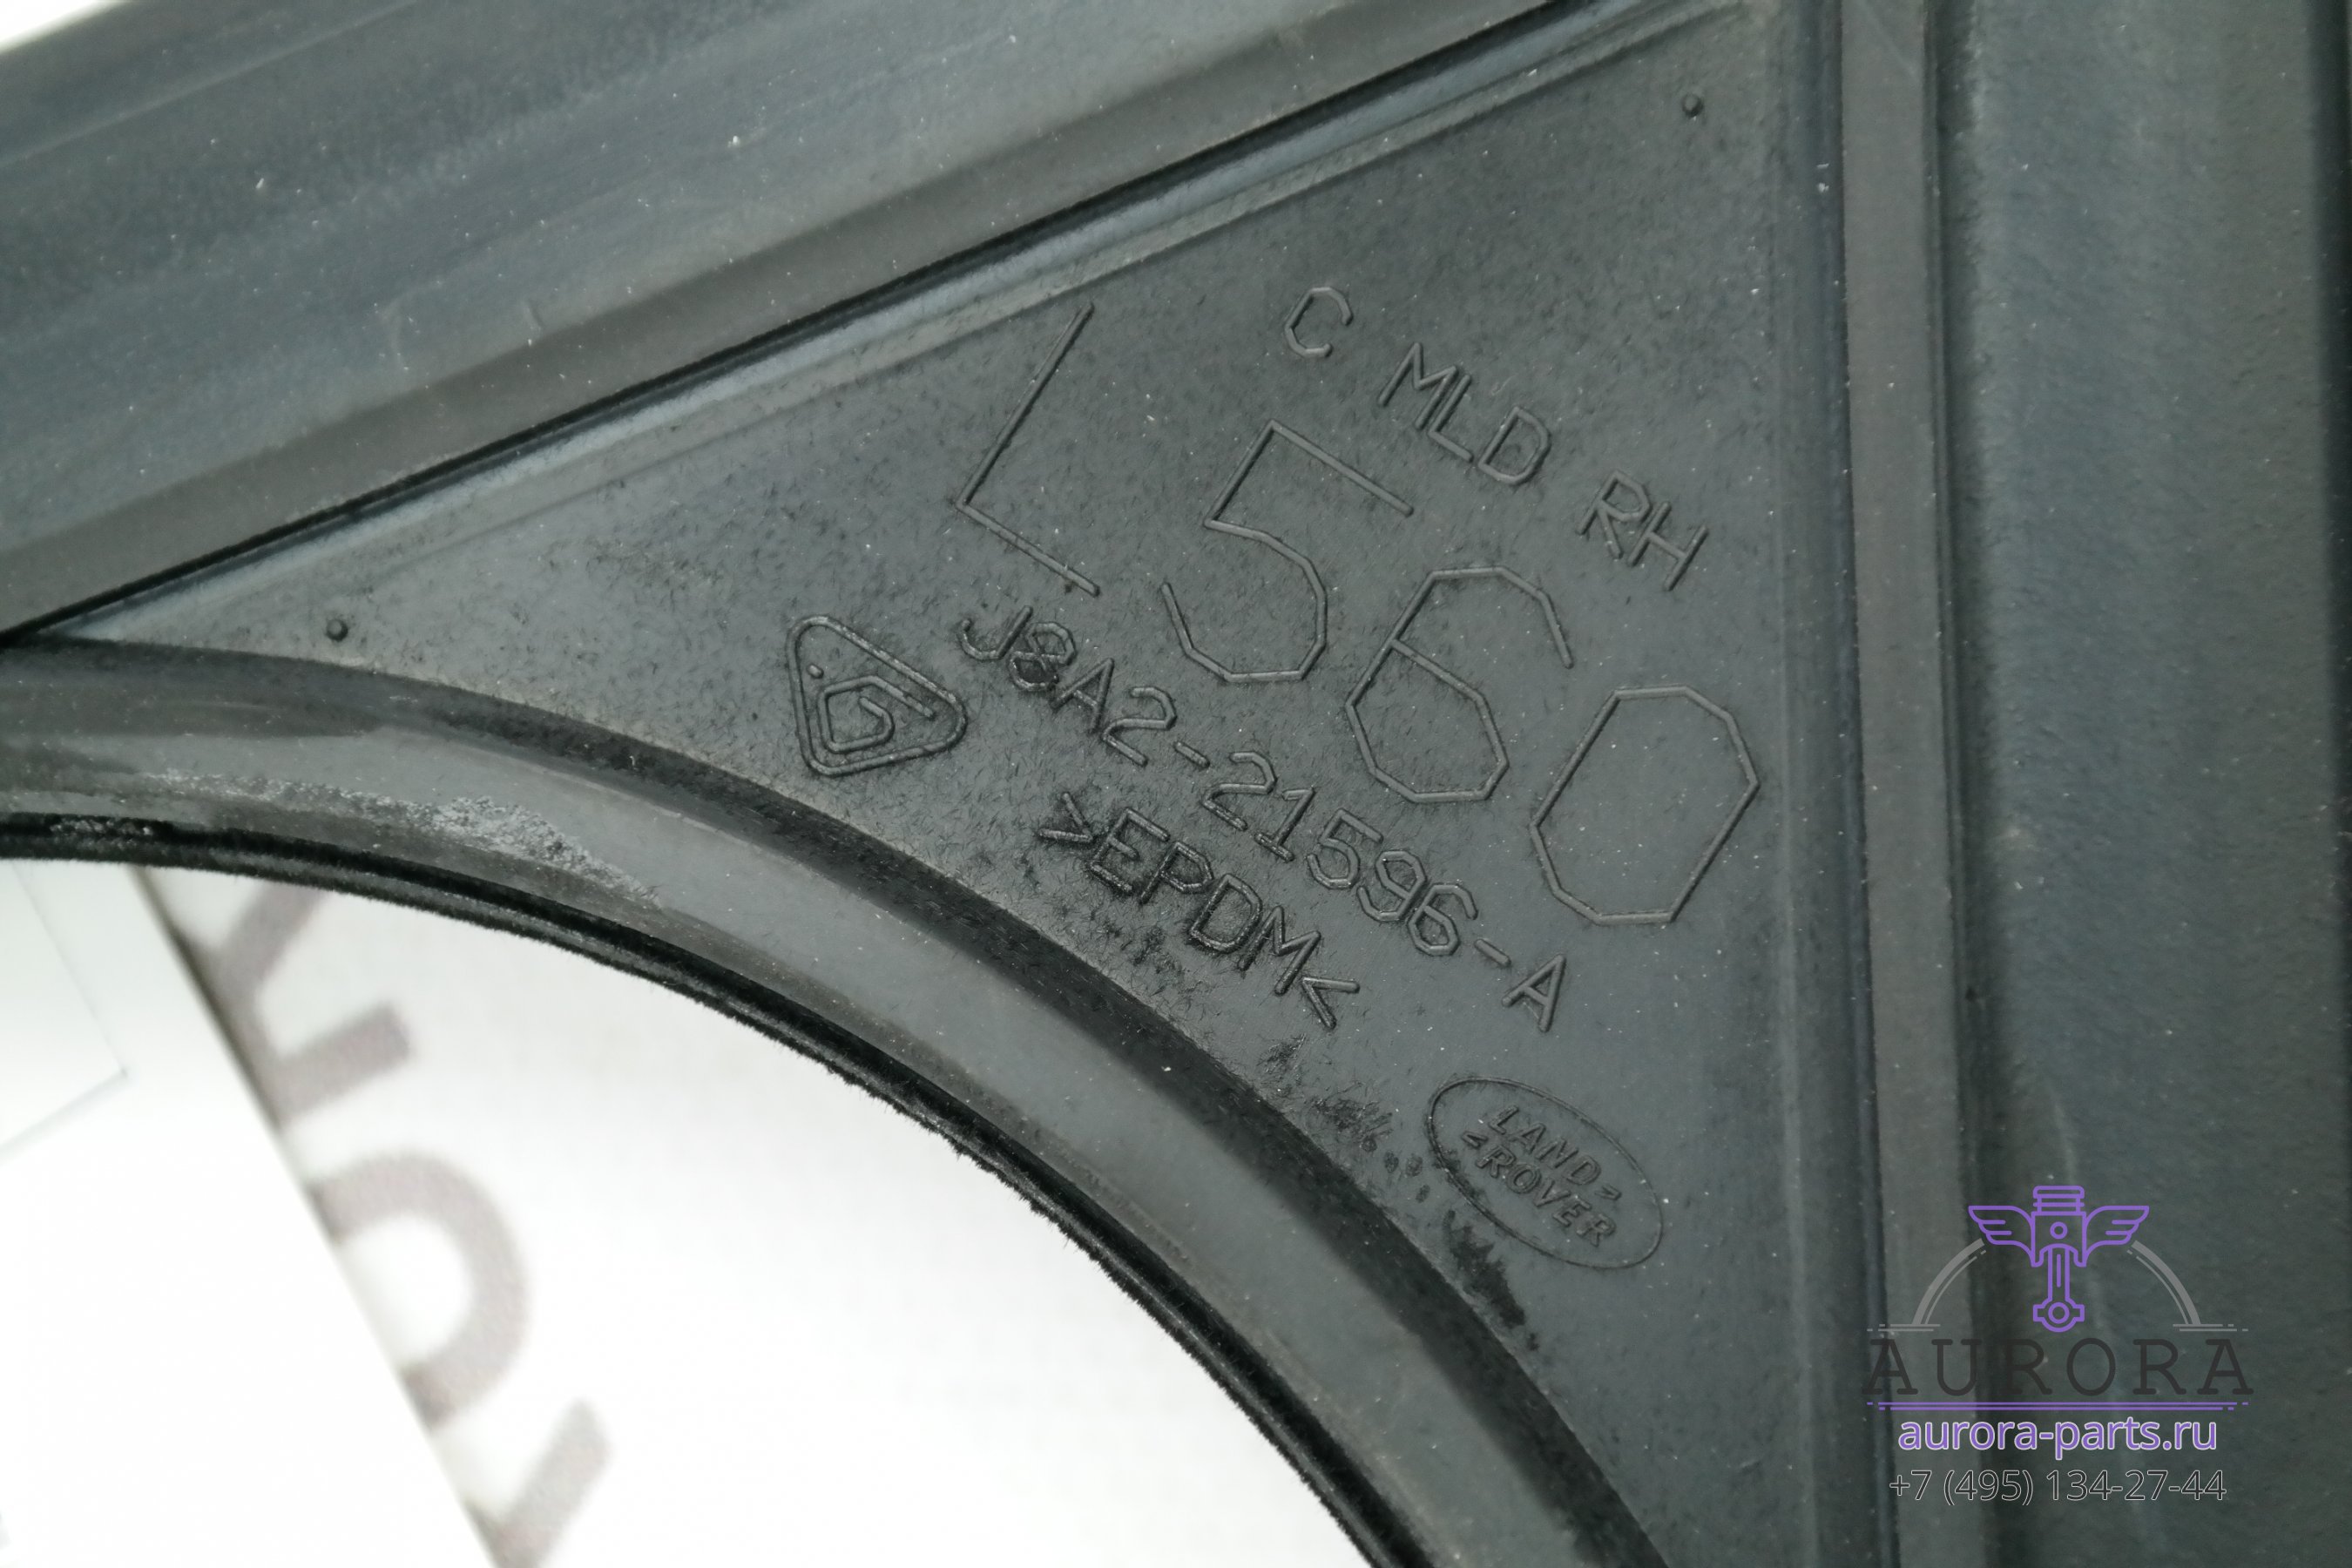 C MLD RH
L560
J8A2-21596-A
>EPDM<
LAND-
-ROVER
AURORA
aurora-parts.ru
+7 (495) 134-27-44